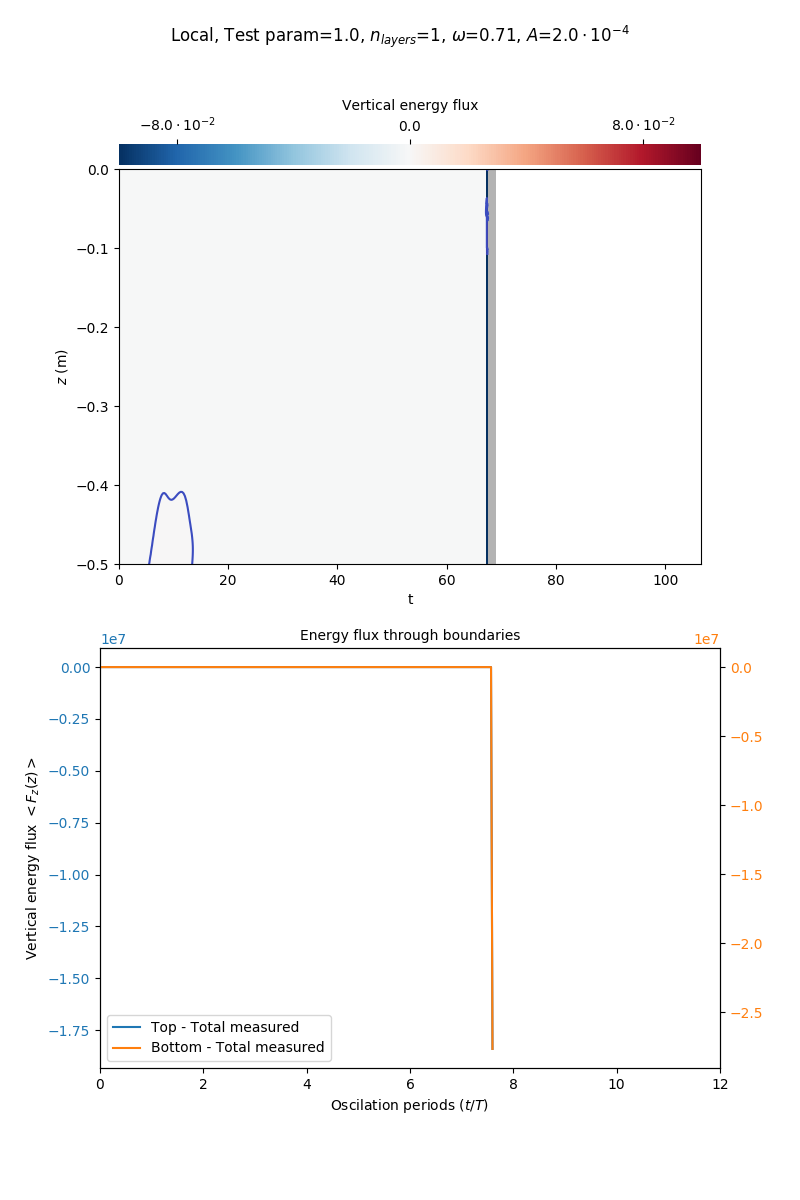 Local, Test param=1.0, $n_{layers}$=1, ω=0.71, $A$=2.0·10⁻⁴
Vertical energy flux
−8.0·10⁻² 0.0 8.0·10⁻²
0.0
−0.1
−0.2
z (m)
−0.3
−0.4
−0.5
0 20 40 60 80 100
t
Energy flux through boundaries
1e7 1e7
0.00 0.0
−0.25
−0.5
−0.50
−0.75
−1.0
Vertical energy flux <$F_z(z)$>
−1.00
−1.5
−1.25
−2.0
−1.50
−2.5
−1.75
Top - Total measured
Bottom - Total measured
0 2 4 6 8 10 12
Oscilation periods (t/T)